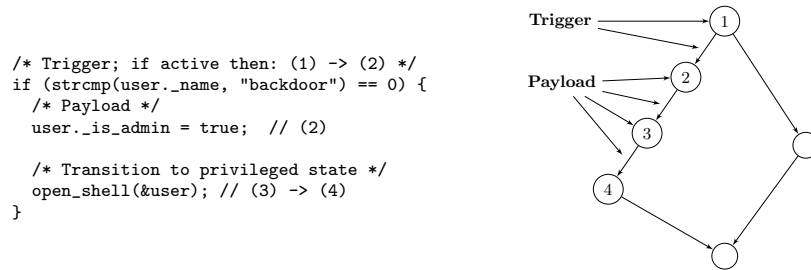 /* Trigger; if active then: (1) -> (2) */
if (strcmp(user._name, "backdoor") == 0) {
/* Payload */
user._is_admin = true; // (2)
/* Transition to privileged state */
open_shell(&user); // (3) -> (4)
}
Trigger
1
2
Payload
3
4